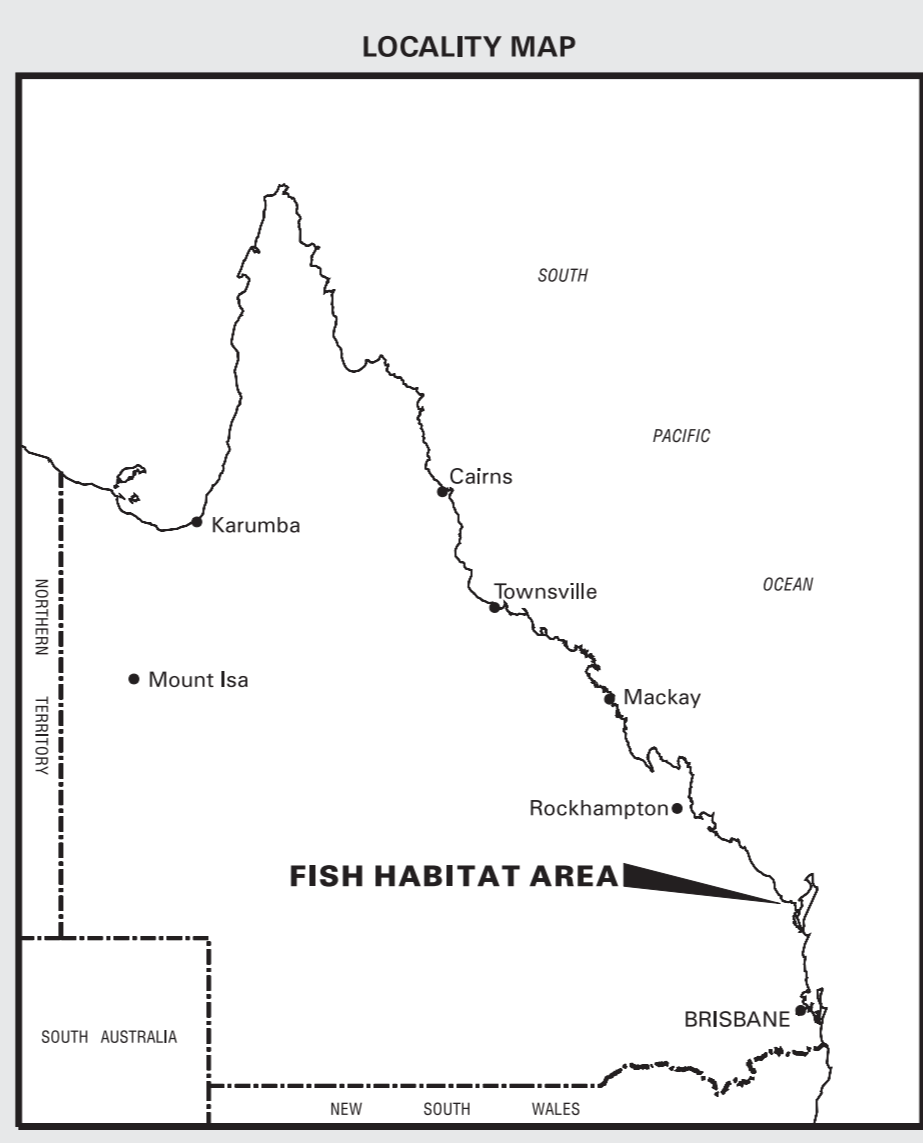 LOCALITY MAP
SOUTH
PACIFIC
OCEAN
Cairns
Karumba
Townsville
NORTHERN TERRITORY
Mount Isa
Mackay
Rockhampton
FISH HABITAT AREA
BRISBANE
SOUTH AUSTRALIA
NEW SOUTH WALES